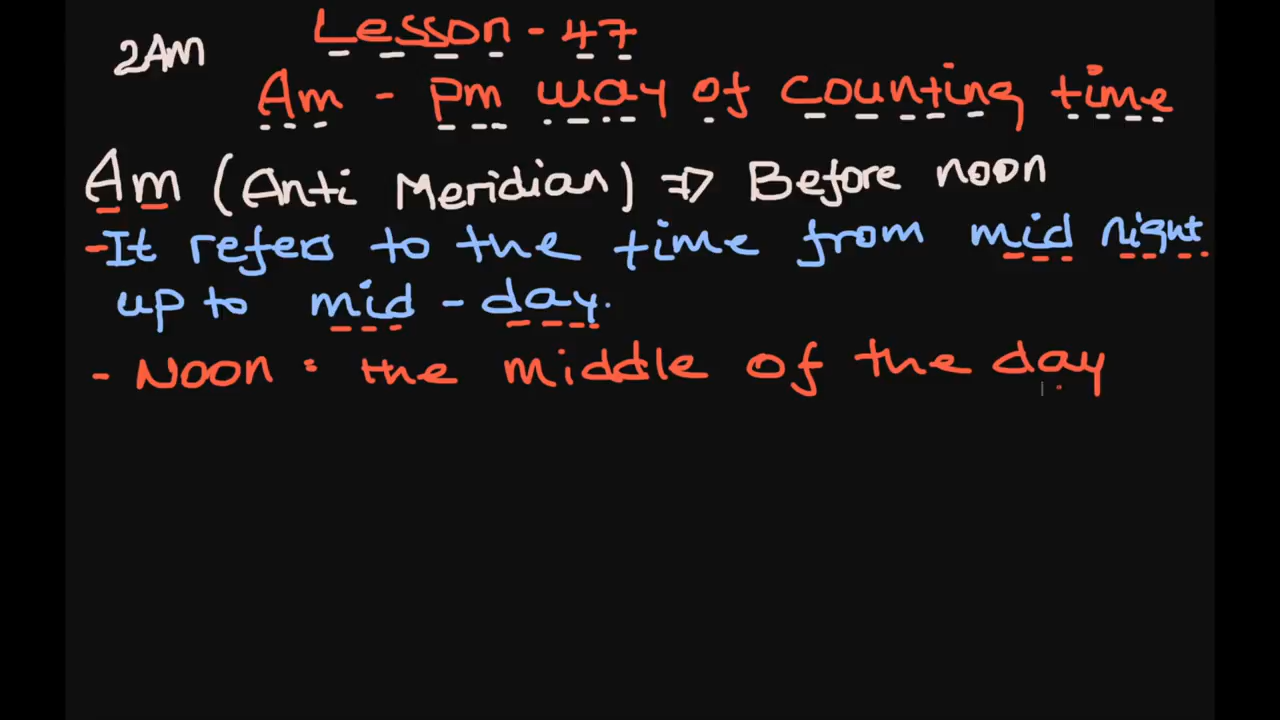 2AM
Lesson - 47
Am - pm way of counting time
Am (Anti Meridian) ⇒ Before noon
- It refers to the time from mid night
up to mid - day.
- Noon = the middle of the day